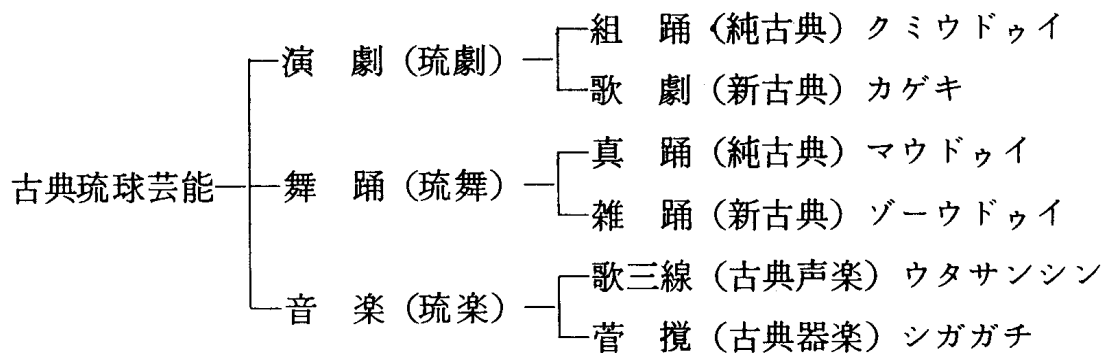 組 踊（純古典）クミウドゥイ
演 劇（琉劇）
歌 劇（新古典）カゲキ
真 踊（純古典）マウドゥイ
古典琉球芸能 舞 踊（琉舞）
雑 踊（新古典）ゾーウドゥイ
歌三線（古典声楽）ウタサンシン
音 楽（琉楽）
菅 攪（古典器楽）シガガチ